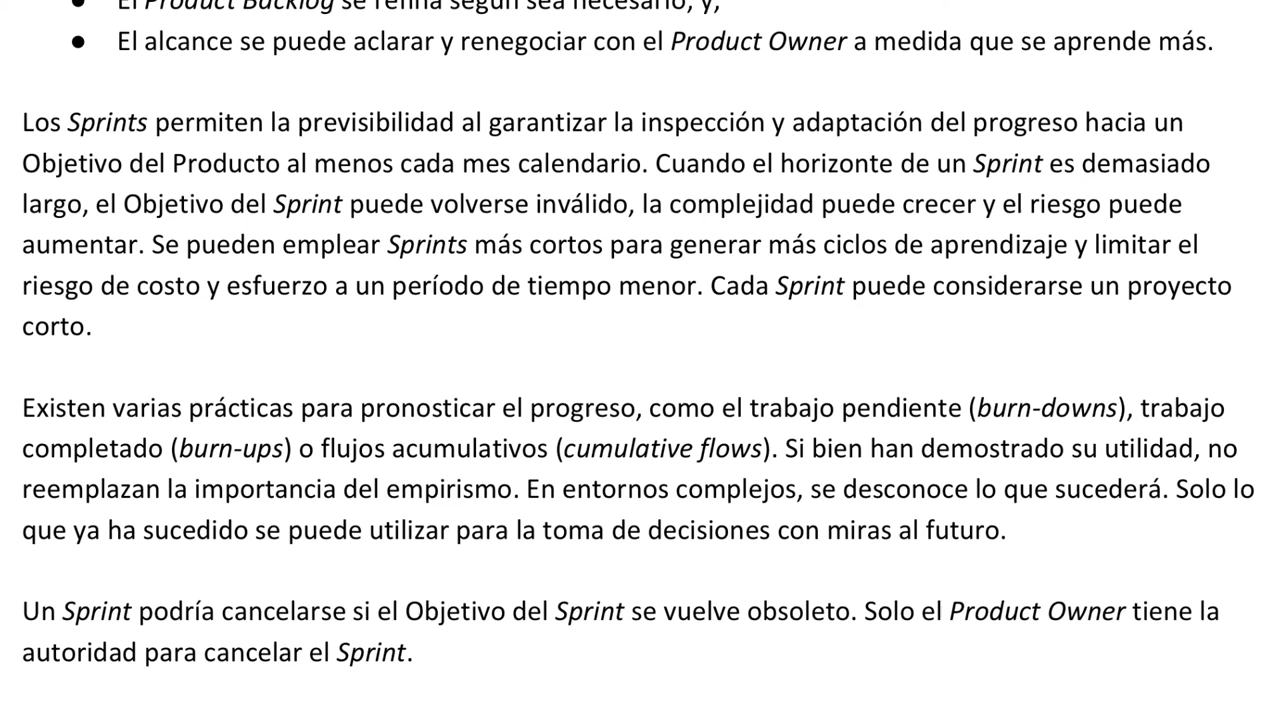 ● El Product Backlog se refina según sea necesario, y,
● El alcance se puede aclarar y renegociar con el Product Owner a medida que se aprende más.
Los Sprints permiten la previsibilidad al garantizar la inspección y adaptación del progreso hacia un
Objetivo del Producto al menos cada mes calendario. Cuando el horizonte de un Sprint es demasiado
largo, el Objetivo del Sprint puede volverse inválido, la complejidad puede crecer y el riesgo puede
aumentar. Se pueden emplear Sprints más cortos para generar más ciclos de aprendizaje y limitar el
riesgo de costo y esfuerzo a un período de tiempo menor. Cada Sprint puede considerarse un proyecto
corto.
Existen varias prácticas para pronosticar el progreso, como el trabajo pendiente (burn-downs), trabajo
completado (burn-ups) o flujos acumulativos (cumulative flows). Si bien han demostrado su utilidad, no
reemplazan la importancia del empirismo. En entornos complejos, se desconoce lo que sucederá. Solo lo
que ya ha sucedido se puede utilizar para la toma de decisiones con miras al futuro.
Un Sprint podría cancelarse si el Objetivo del Sprint se vuelve obsoleto. Solo el Product Owner tiene la
autoridad para cancelar el Sprint.